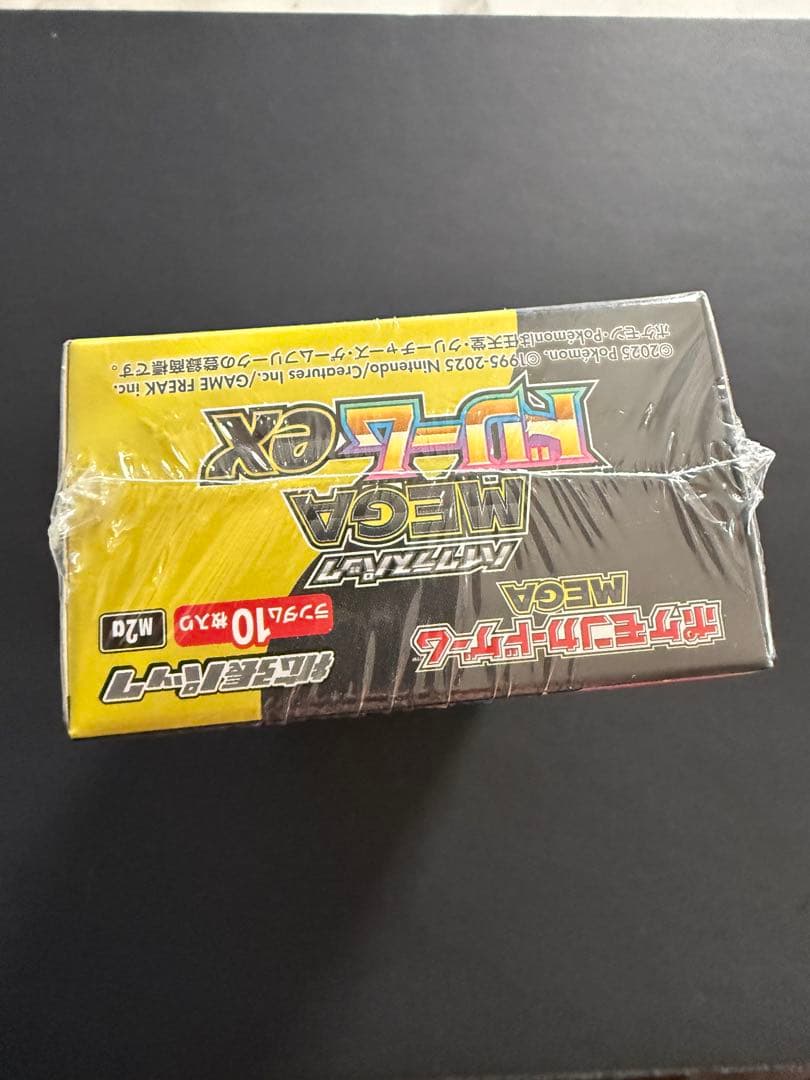 ポケモンカードゲーム
MEGA
拡張パック
ランダム10枚入り
M2a
ハイクラスパック
MEGA
ドリームex
©2025 Pokémon. ©1995-2025 Nintendo/Creatures Inc./GAME FREAK inc.
ポケモン・Pokémonは任天堂・クリーチャーズ・ゲームフリークの登録商標です。